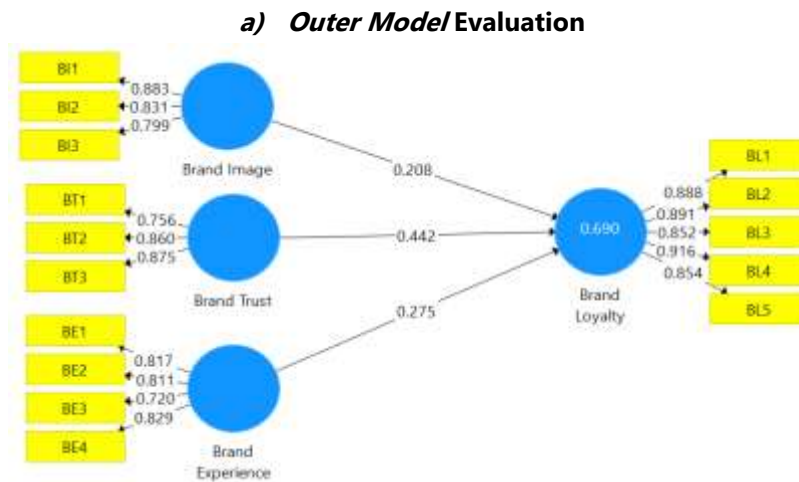 a) Outer Model Evaluation
BI1
0.883
BI2
0.831
BI3
0.799
Brand Image
0.208
BT1
0.756
BT2
0.860
BT3
0.875
Brand Trust
0.442
BE1
0.817
BE2
0.811
BE3
0.720
BE4
0.829
Brand
Experience
0.275
0.690
Brand
Loyalty
BL1
0.888
BL2
0.891
BL3
0.852
BL4
0.916
BL5
0.854